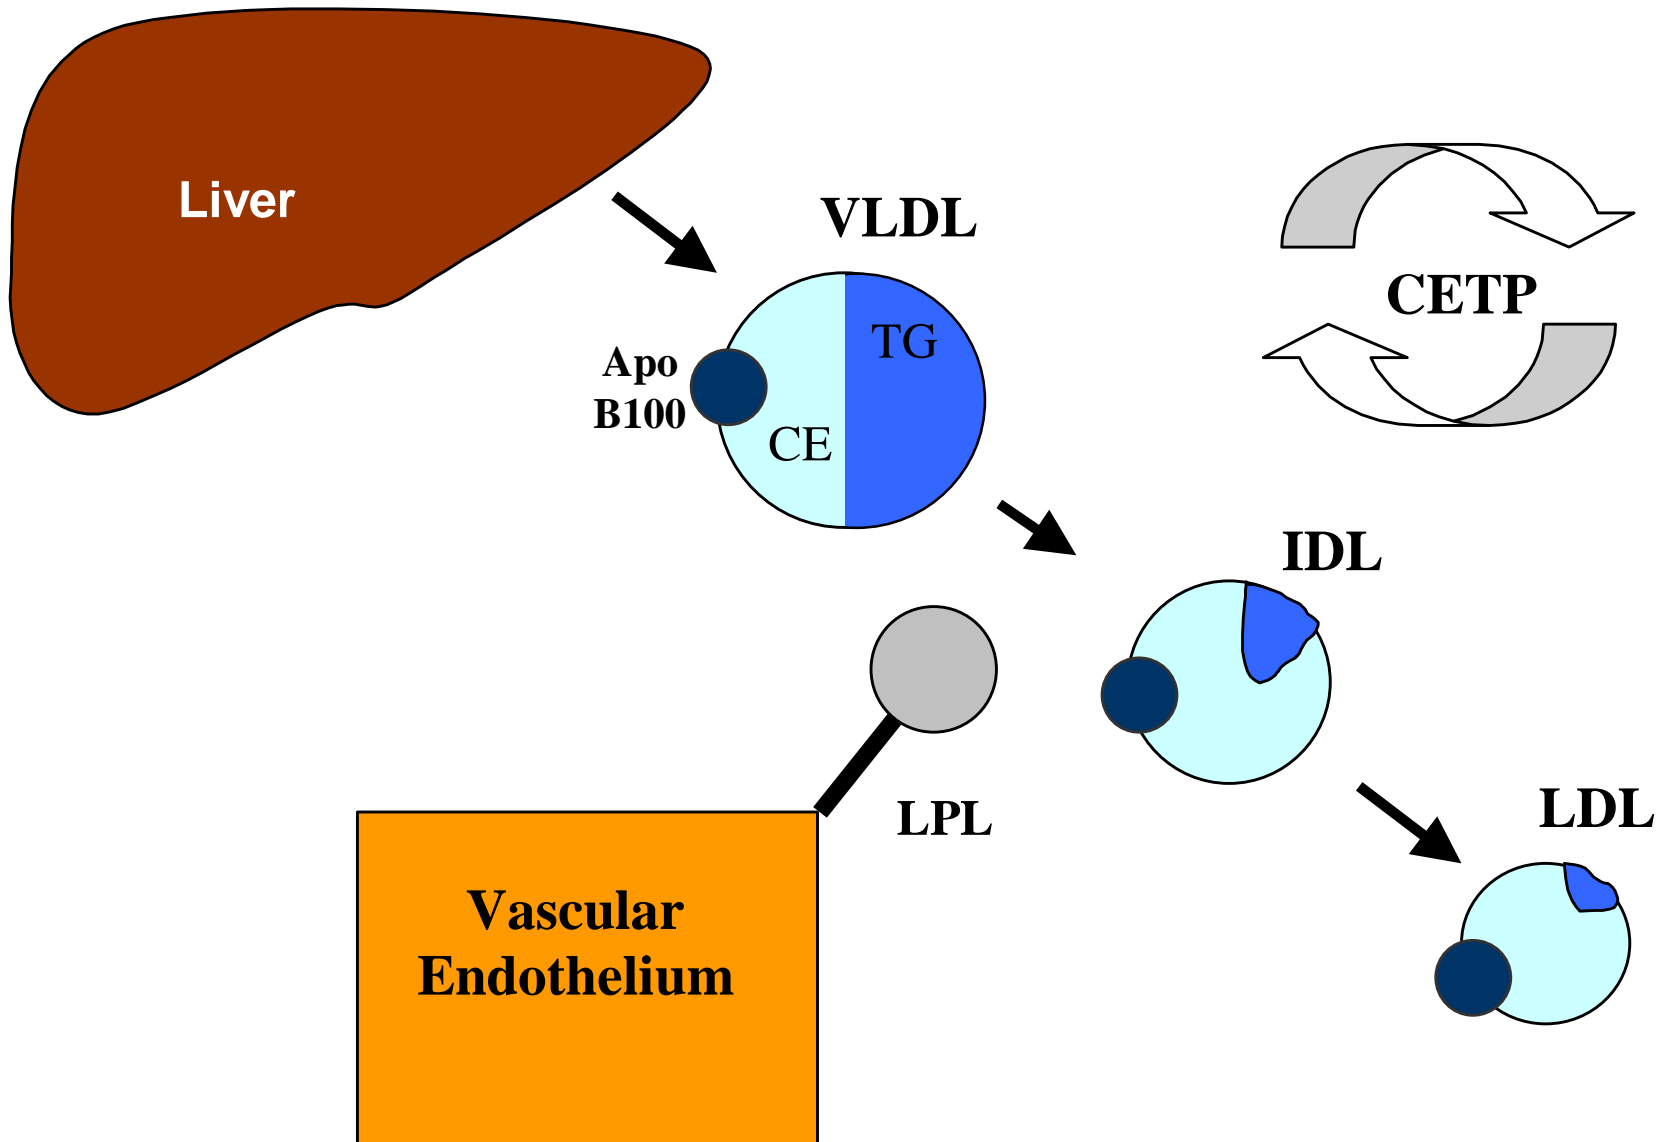 Liver
VLDL
CETP
TG
Apo
B100
CE
IDL
LPL
LDL
Vascular
Endothelium